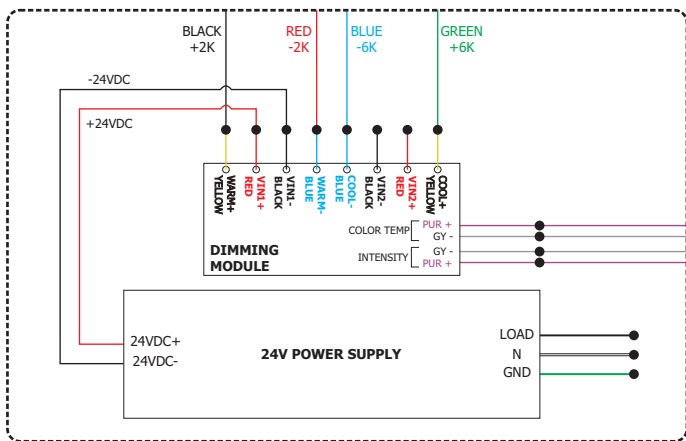 BLACK
+2K
RED
-2K
BLUE
-6K
GREEN
+6K
-24VDC
+24VDC
WARM+
YELLOW
VIN1+
RED
VIN1-
BLACK
WARM-
BLUE
COOL-
BLUE
VIN2-
BLACK
VIN2+
RED
COOL+
YELLOW
COLOR TEMP
PUR +
GY -
DIMMING
MODULE
INTENSITY
GY -
PUR +
24VDC+
24VDC-
24V POWER SUPPLY
LOAD
N
GND